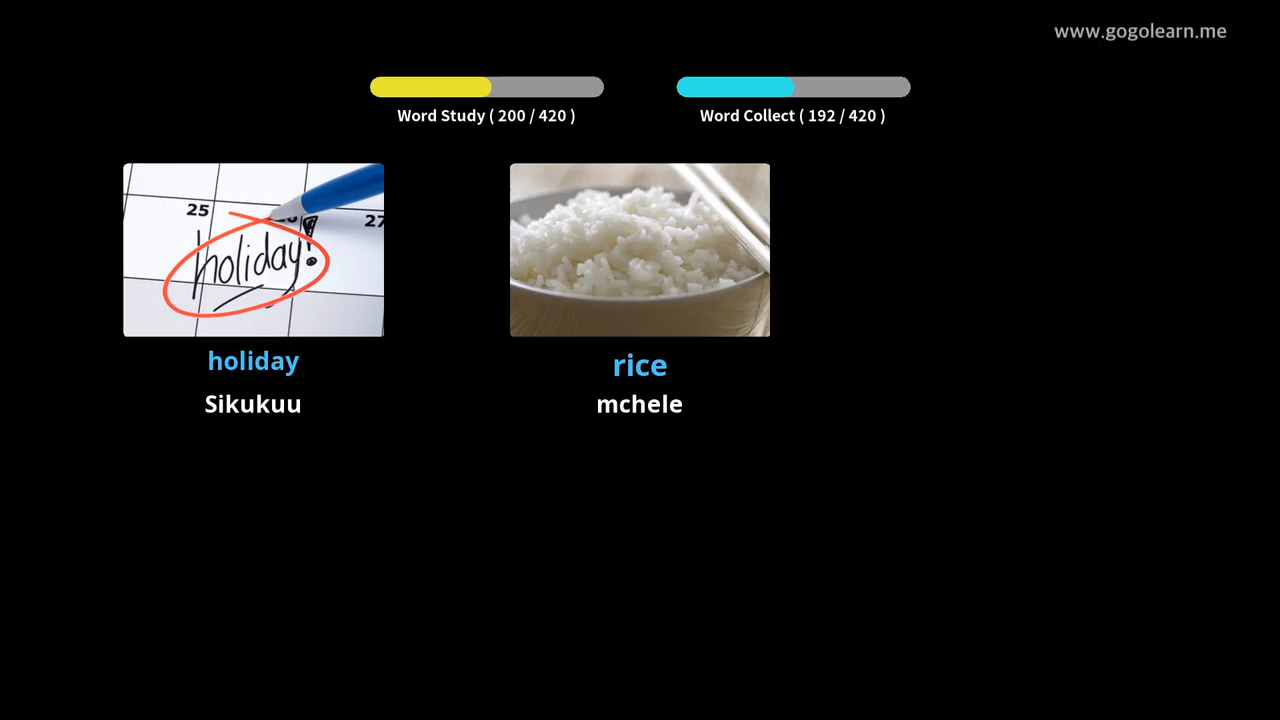 www.gogolearn.me
Word Study ( 200 / 420 )
Word Collect ( 192 / 420 )
25
27
holiday!
holiday
rice
Sikukuu
mchele